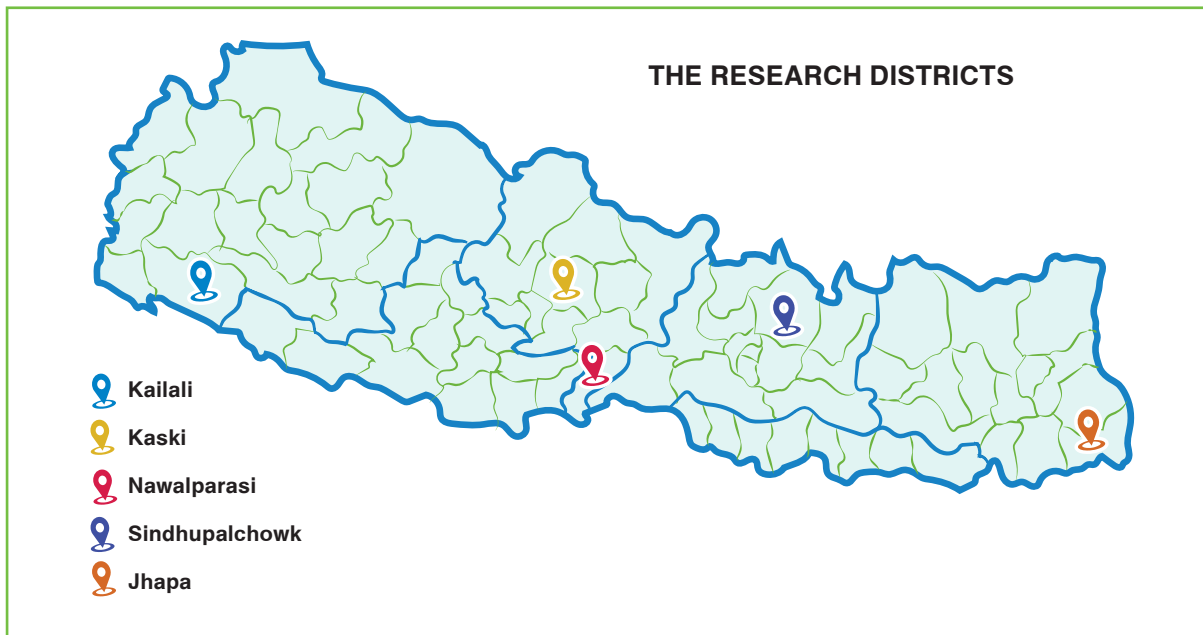 THE RESEARCH DISTRICTS
Kailali
Kaski
Nawalparasi
Sindhupalchowk
Jhapa